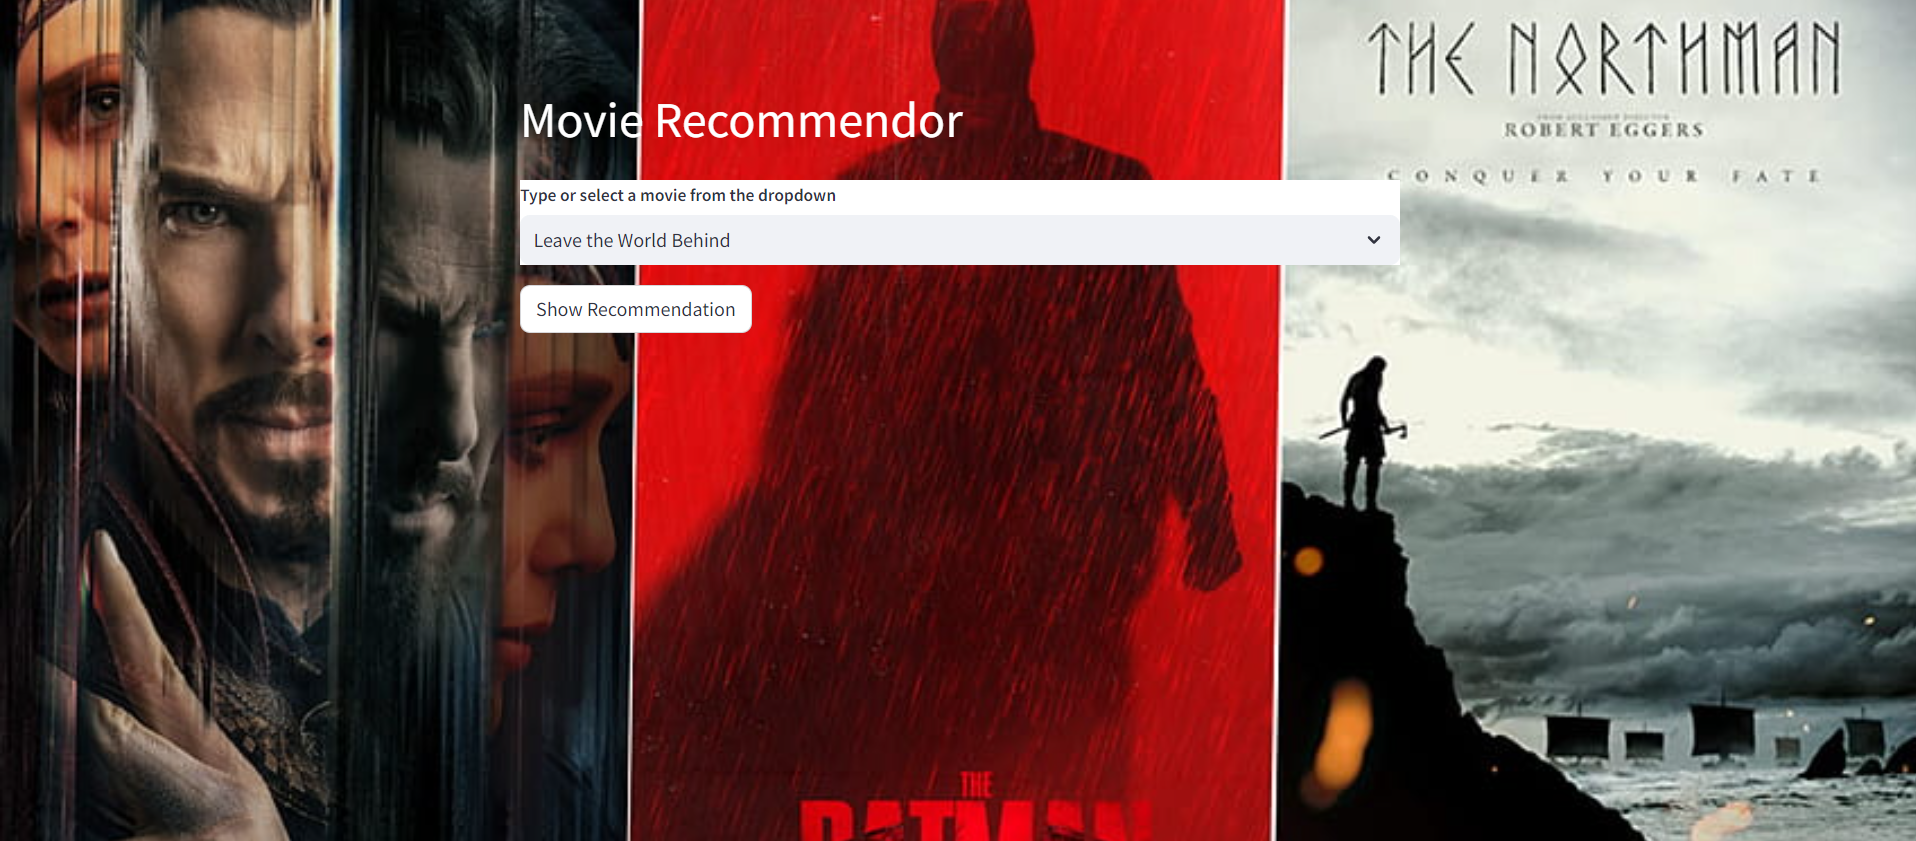 Movie Recommendor
Type or select a movie from the dropdown
Leave the World Behind
Show Recommendation
THE
BATMAN
THE NORTHMAN
ROBERT EGGERS
CONQUER YOUR FATE